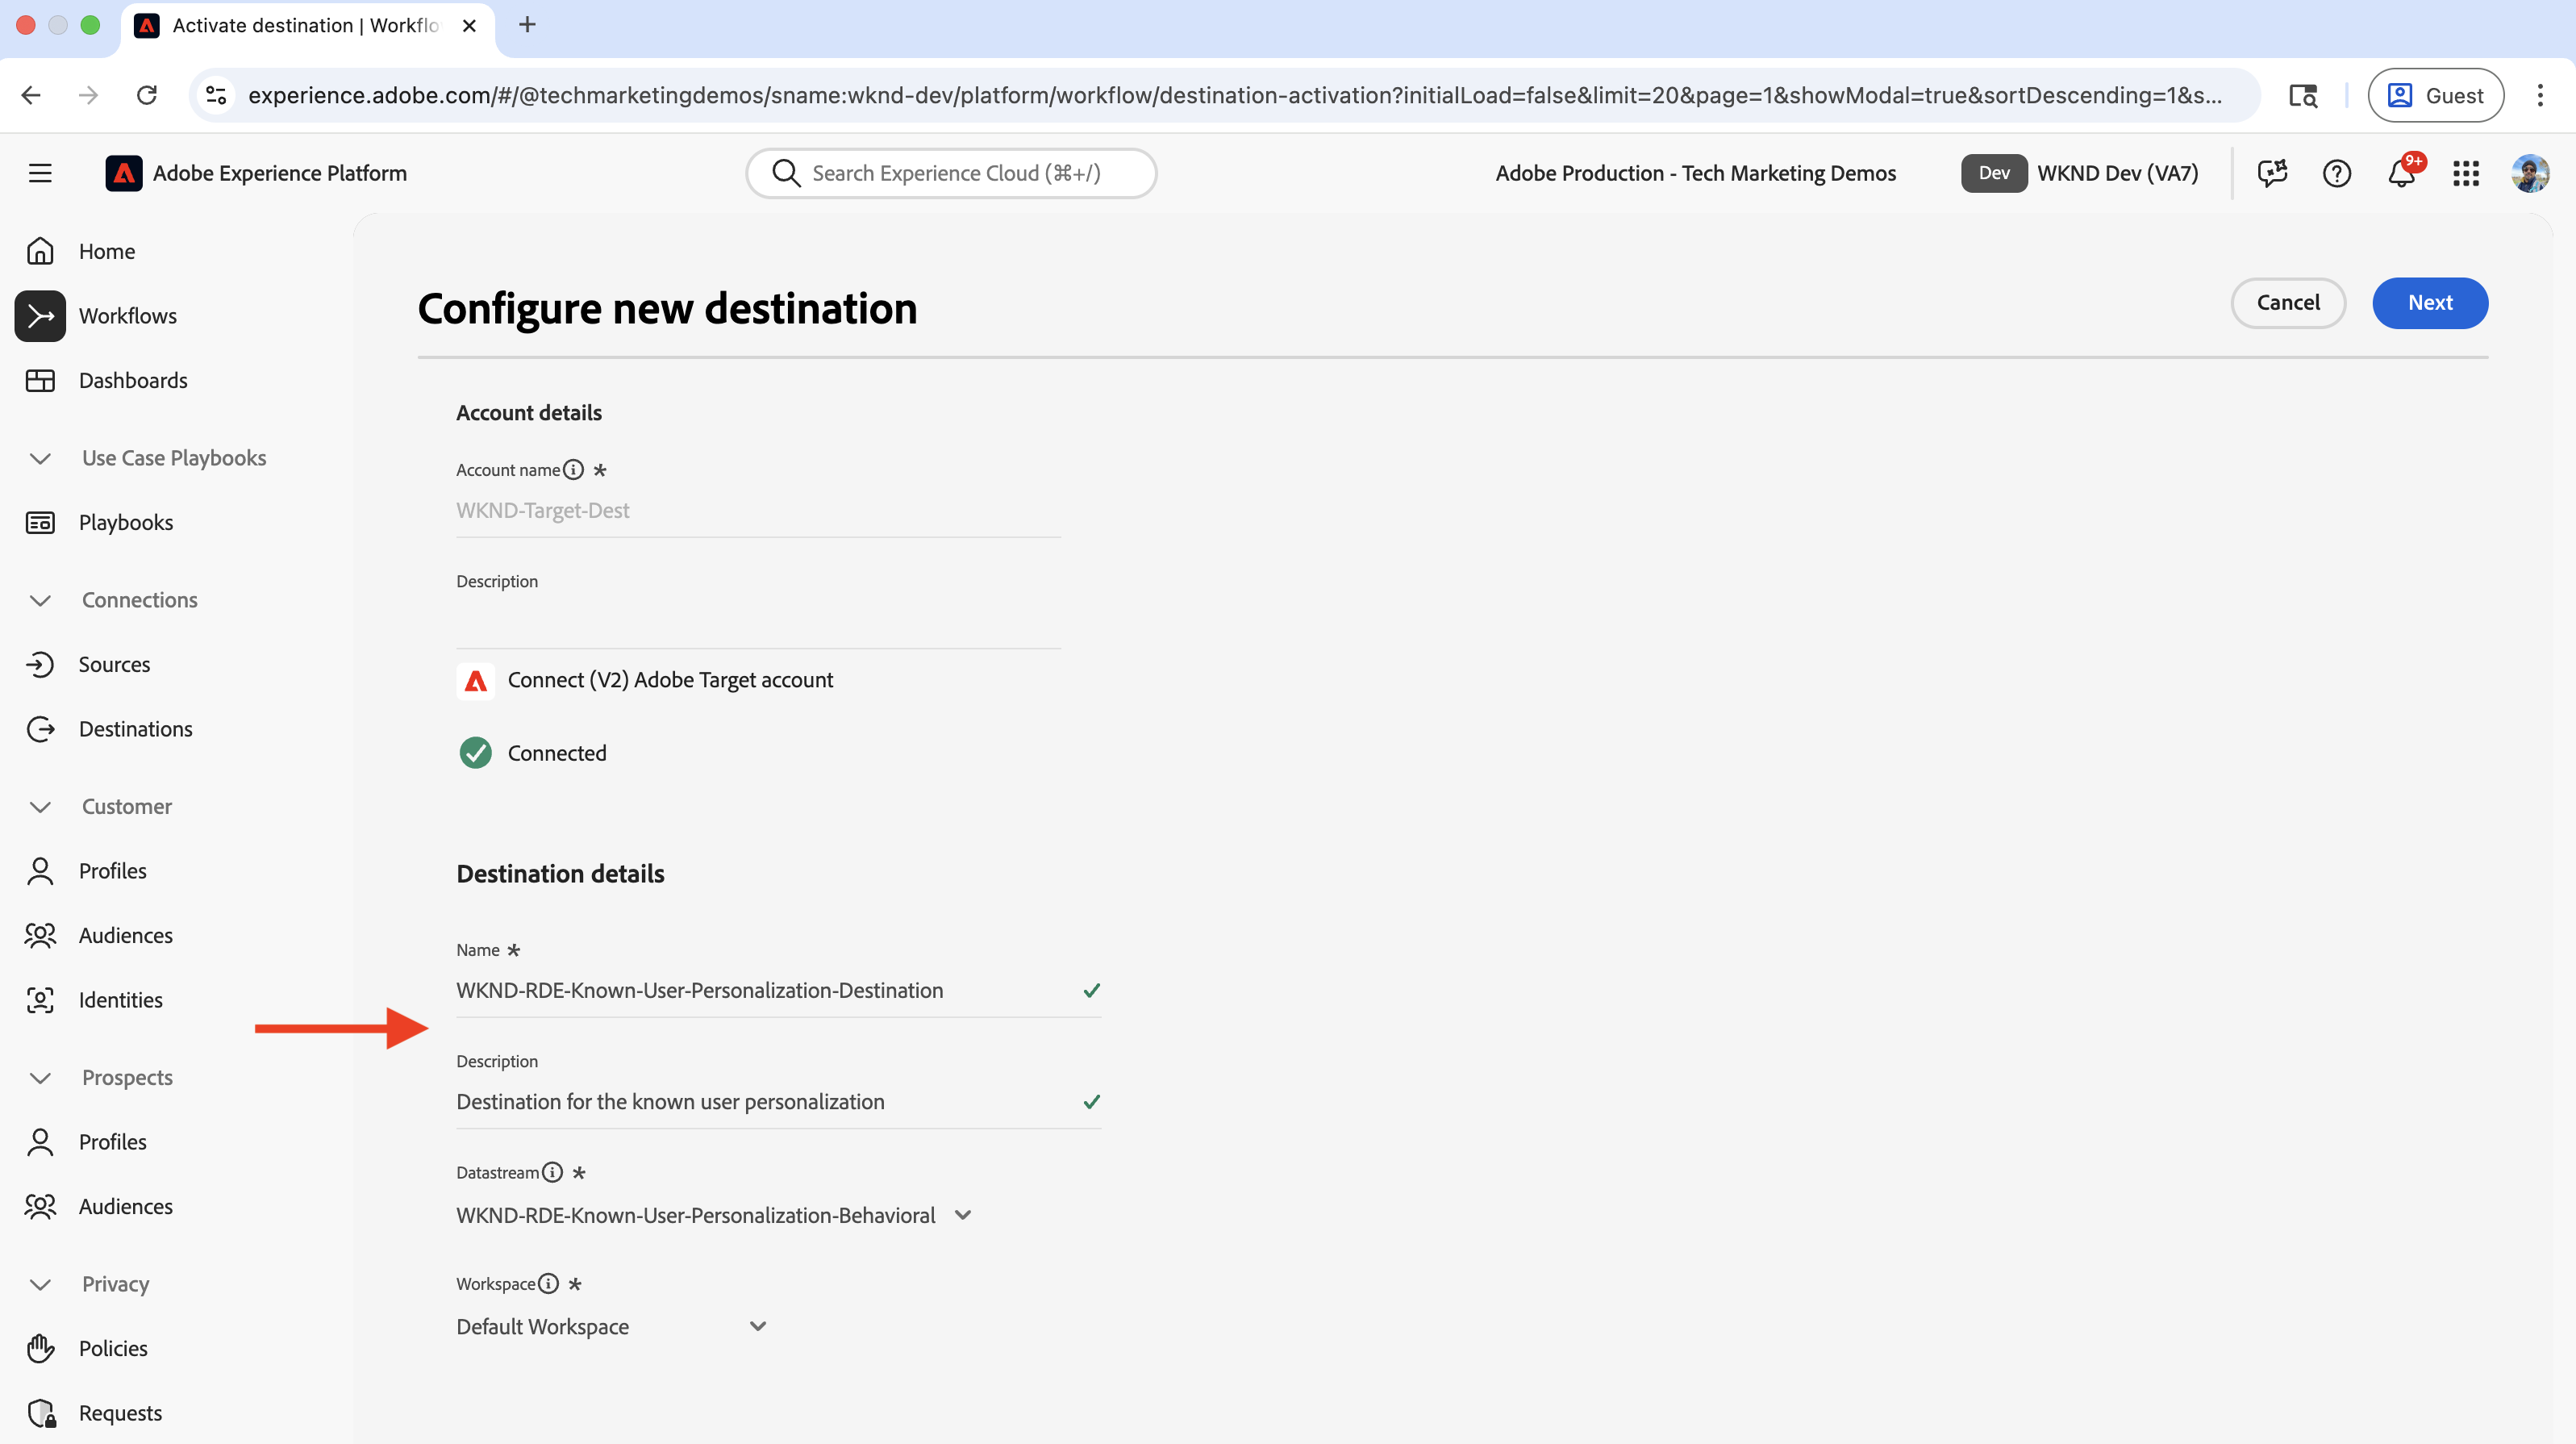 Activate destination | Workflo
experience.adobe.com/#/@techmarketingdemos/sname:wknd-dev/platform/workflow/destination-activation?initialLoad=false&limit=20&page=1&showModal=true&sortDescending=1&s...
Guest
Adobe Experience Platform
Search Experience Cloud (⌘+/)
Adobe Production - Tech Marketing Demos
Dev
WKND Dev (VA7)
9+
Home
Workflows
Dashboards
Use Case Playbooks
Playbooks
Connections
Sources
Destinations
Customer
Profiles
Audiences
Identities
Prospects
Profiles
Audiences
Privacy
Policies
Requests
Configure new destination
Cancel
Next
Account details
Account name *
WKND-Target-Dest
Description
Connect (V2) Adobe Target account
Connected
Destination details
Name *
WKND-RDE-Known-User-Personalization-Destination
Description
Destination for the known user personalization
Datastream *
WKND-RDE-Known-User-Personalization-Behavioral
Workspace *
Default Workspace